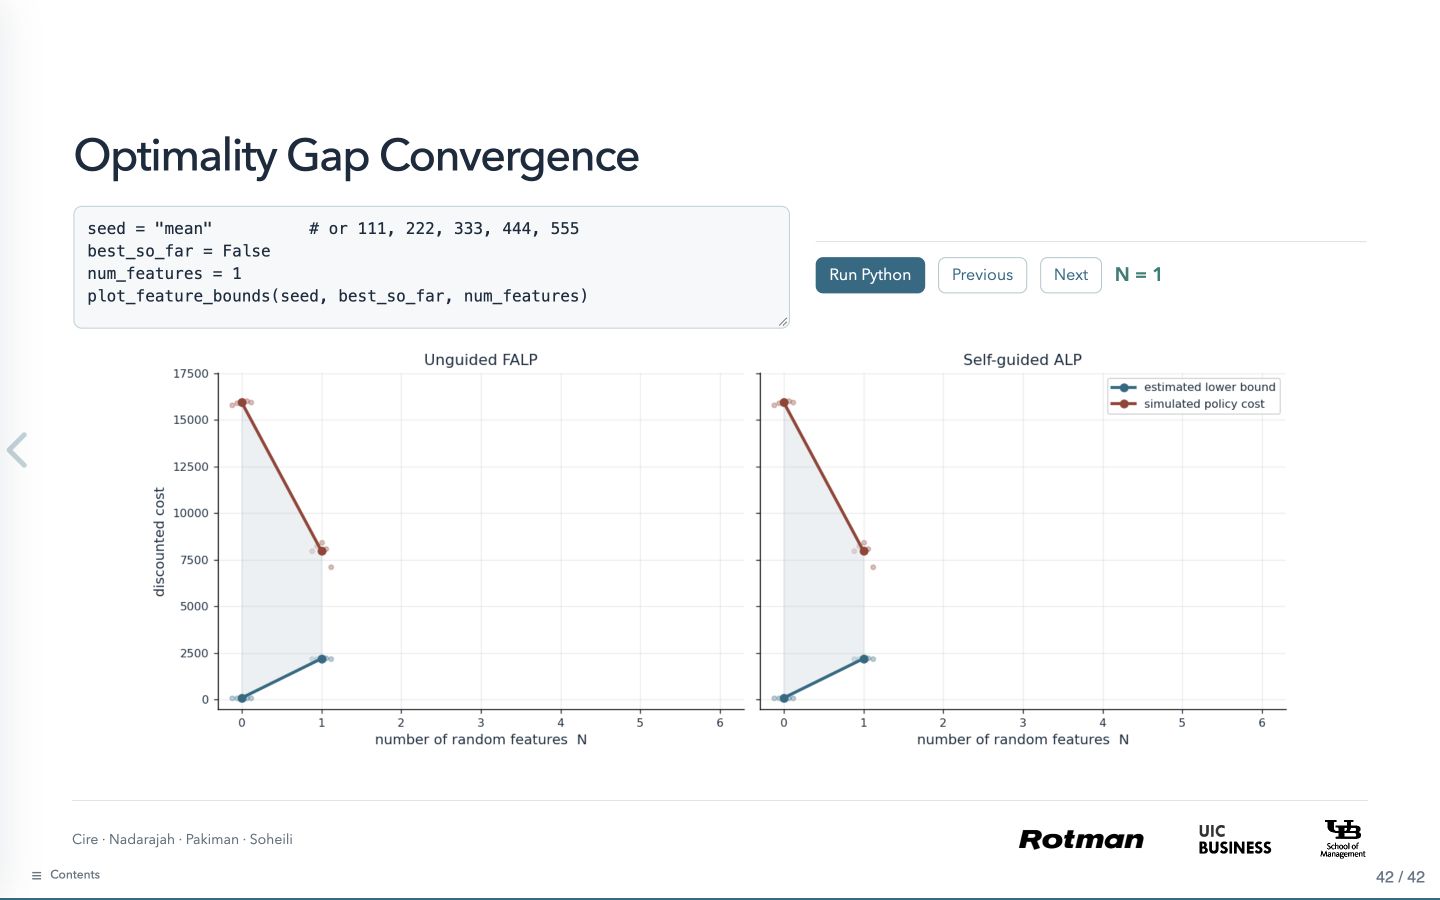 Optimality Gap Convergence
seed = "mean"          # or 111, 222, 333, 444, 555
best_so_far = False
num_features = 1
plot_feature_bounds(seed, best_so_far, num_features)
Run Python
Previous
Next
N = 1
Unguided FALP
17500
15000
12500
10000
7500
5000
2500
0
discounted cost
0 1 2 3 4 5 6
number of random features N
Self-guided ALP
estimated lower bound
simulated policy cost
0 1 2 3 4 5 6
number of random features N
Cire · Nadarajah · Pakiman · Soheili
Rotman
UIC
BUSINESS
UB
School of
Management
≡ Contents
42 / 42